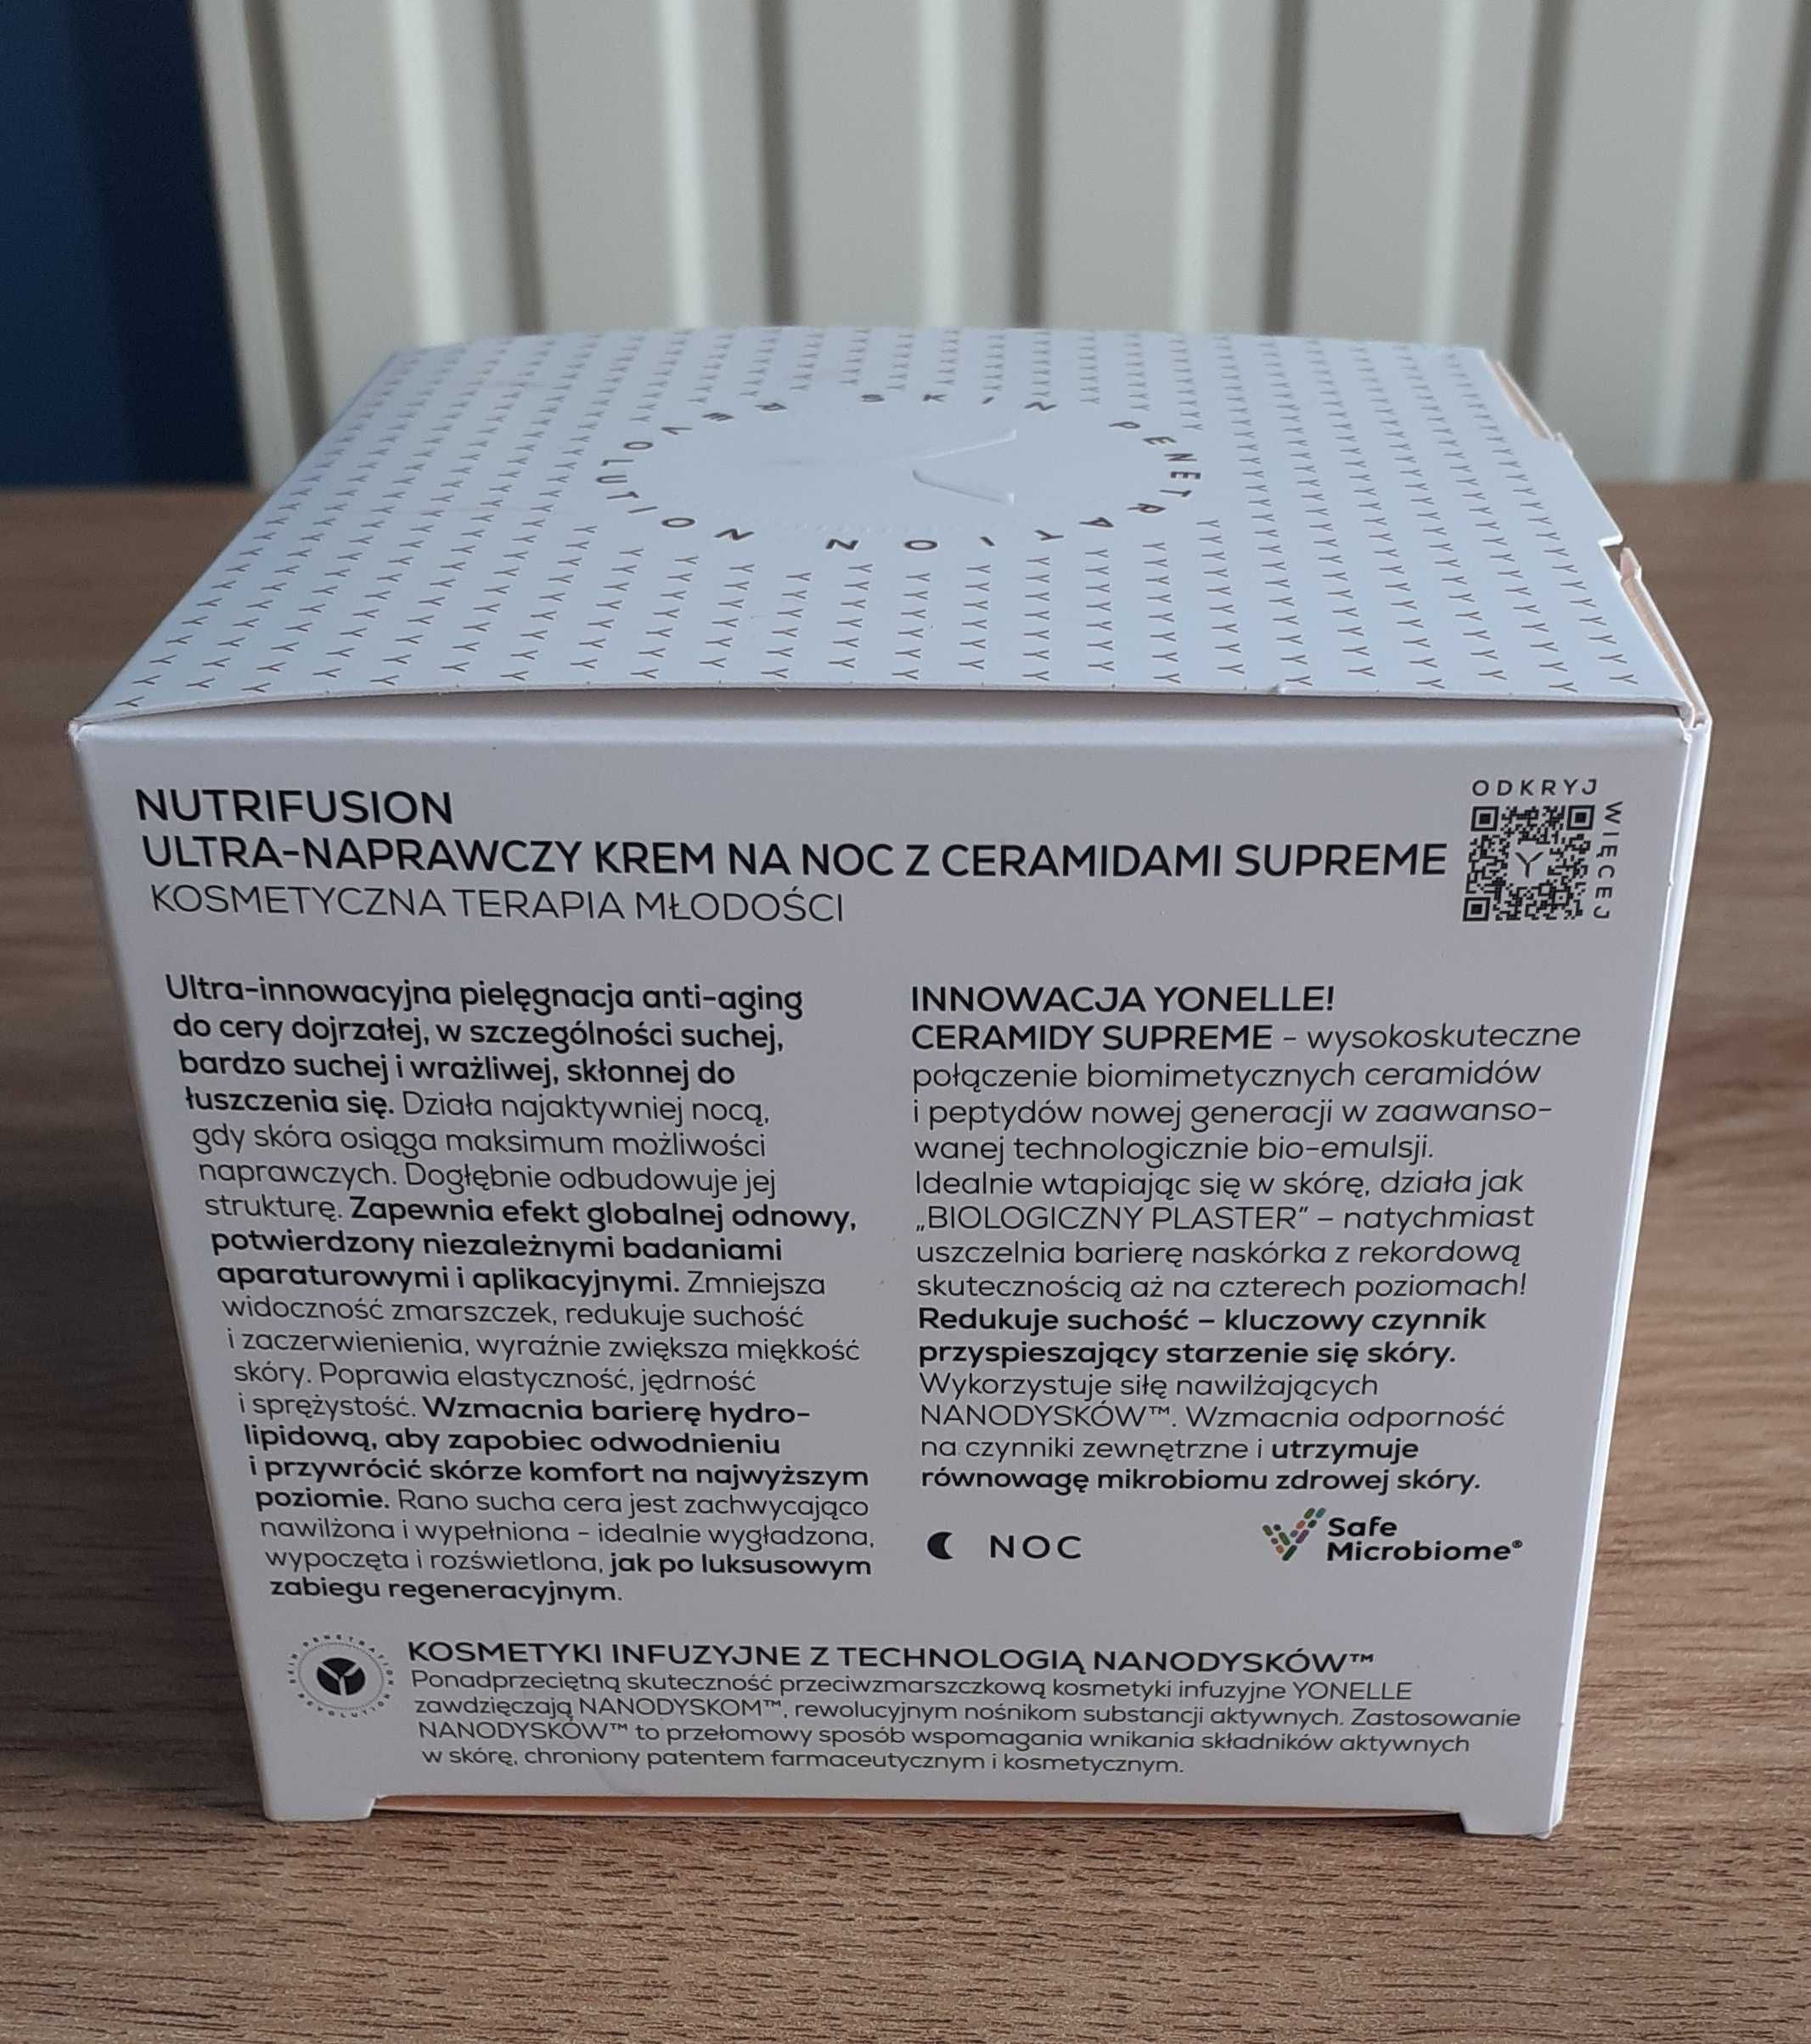 SKIN PENETRATION REVOLUTION
NUTRIFUSION
ULTRA-NAPRAWCZY KREM NA NOC Z CERAMIDAMI SUPREME
KOSMETYCZNA TERAPIA MŁODOŚCI
ODKRYJ
WIĘCEJ
Ultra-innowacyjna pielęgnacja anti-aging
do cery dojrzałej, w szczególności suchej,
bardzo suchej i wrażliwej, skłonnej do
łuszczenia się. Działa najaktywniej nocą,
gdy skóra osiąga maksimum możliwości
naprawczych. Dogłębnie odbudowuje jej
strukturę. Zapewnia efekt globalnej odnowy,
potwierdzony niezależnymi badaniami
aparaturowymi i aplikacyjnymi. Zmniejsza
widoczność zmarszczek, redukuje suchość
i zaczerwienienia, wyraźnie zwiększa miękkość
skóry. Poprawia elastyczność, jędrność
i sprężystość. Wzmacnia barierę hydro-
lipidową, aby zapobiec odwodnieniu
i przywrócić skórze komfort na najwyższym
poziomie. Rano sucha cera jest zachwycająco
nawilżona i wypełniona – idealnie wygładzona,
wypoczęta i rozświetlona, jak po luksusowym
zabiegu regeneracyjnym.
INNOWACJA YONELLE!
CERAMIDY SUPREME – wysokoskuteczne
połączenie biomimetycznych ceramidów
i peptydów nowej generacji w zaawanso-
wanej technologicznie bio-emulsji.
Idealnie wtapiając się w skórę, działa jak
„BIOLOGICZNY PLASTER” – natychmiast
uszczelnia barierę naskórka z rekordową
skutecznością aż na czterech poziomach!
Redukuje suchość – kluczowy czynnik
przyspieszający starzenie się skóry.
Wykorzystuje siłę nawilżających
NANODYSKÓW™. Wzmacnia odporność
na czynniki zewnętrzne i utrzymuje
równowagę mikrobiomu zdrowej skóry.
NOC
Safe
Microbiome®
SKIN PENETRATION REVOLUTION
KOSMETYKI INFUZYJNE Z TECHNOLOGIĄ NANODYSKÓW™
Ponadprzeciętną skuteczność przeciwzmarszczkową kosmetyki infuzyjne YONELLE
zawdzięczają NANODYSKOM™, rewolucyjnym nośnikom substancji aktywnych. Zastosowanie
NANODYSKÓW™ to przełomowy sposób wspomagania wnikania składników aktywnych
w skórę, chroniony patentem farmaceutycznym i kosmetycznym.